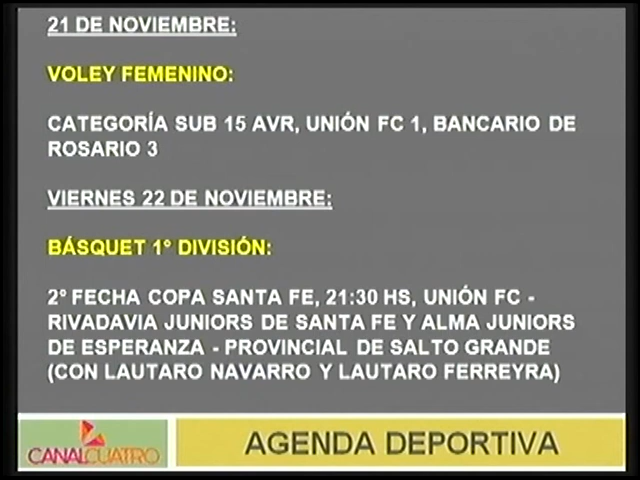 21 DE NOVIEMBRE:
VOLEY FEMENINO:
CATEGORÍA SUB 15 AVR, UNIÓN FC 1, BANCARIO DE
ROSARIO 3
VIERNES 22 DE NOVIEMBRE:
BÁSQUET 1° DIVISIÓN:
2° FECHA COPA SANTA FE, 21:30 HS, UNIÓN FC -
RIVADAVIA JUNIORS DE SANTA FE Y ALMA JUNIORS
DE ESPERANZA - PROVINCIAL DE SALTO GRANDE
(CON LAUTARO NAVARRO Y LAUTARO FERREYRA)
CANALCUATRO
AGENDA DEPORTIVA